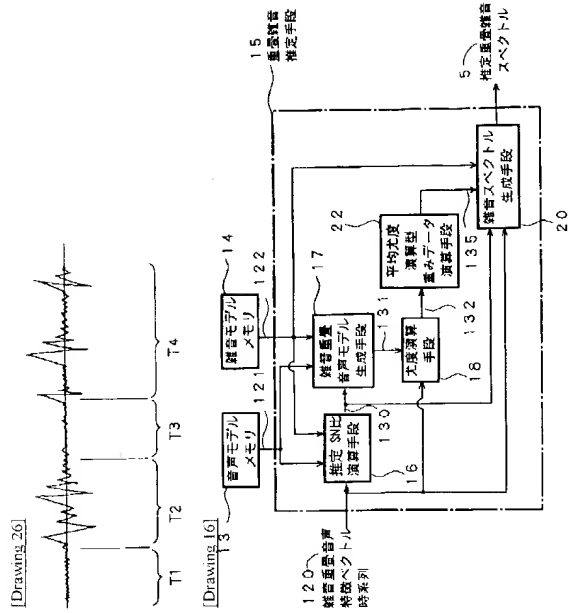 [Drawing 26]
T1
T2
T3
T4
[Drawing 16]
13
音声モデル
メモリ
121
14
雑音モデル
メモリ
122
15
重畳雑音
推定手段
120
雑音重畳音声
特徴ベクトル
時系列
推定SN比
演算手段
16
130
17
雑音重畳
音声モデル
生成手段
131
尤度演算
手段
18
132
22
平均尤度
演算型
重みデータ
演算手段
135
雑音スペクトル
生成手段
20
5
推定重畳雑音
スペクトル